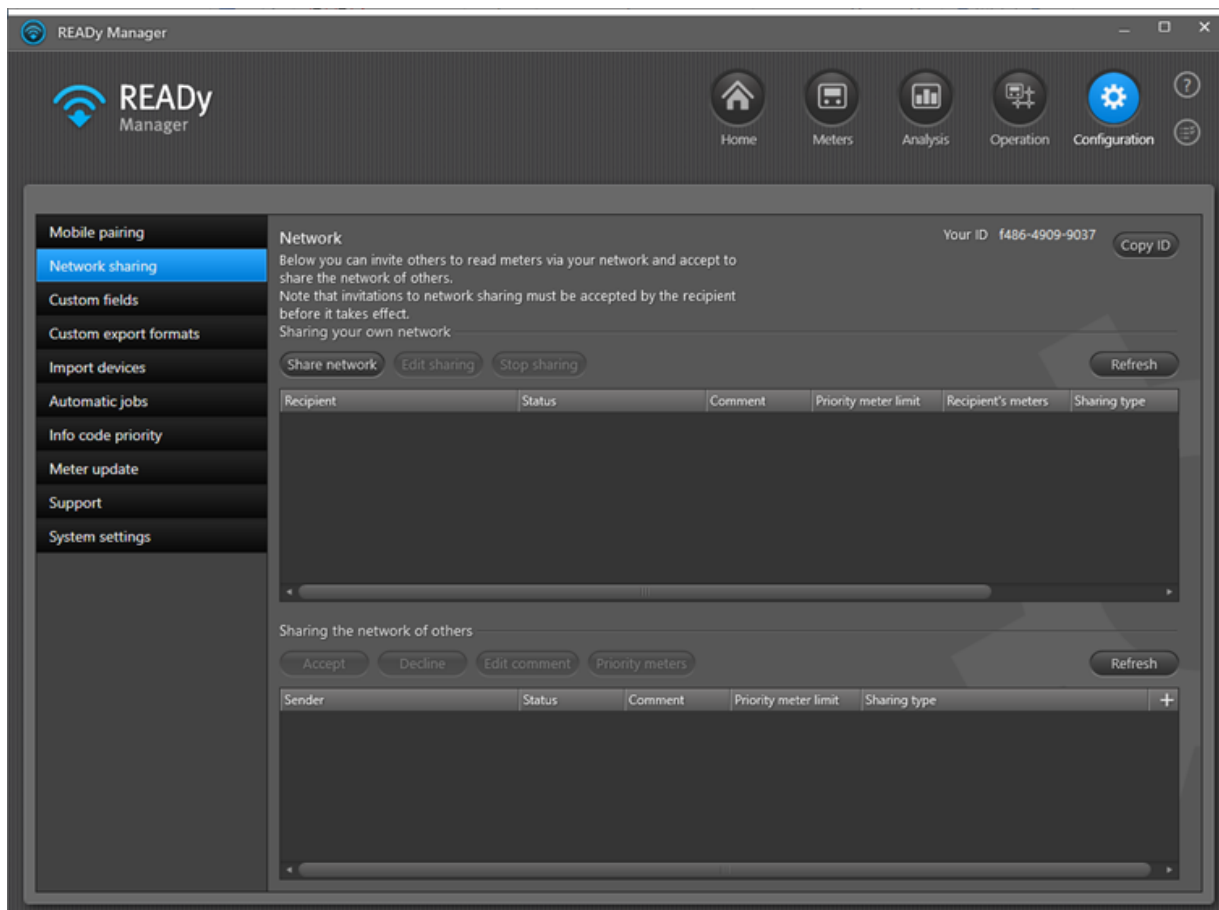 READy Manager
READy
Manager
Home Meters Analysis Operation Configuration
?
Mobile pairing
Network sharing
Custom fields
Custom export formats
Import devices
Automatic jobs
Info code priority
Meter update
Support
System settings
Network
Your ID f486-4909-9037 Copy ID
Below you can invite others to read meters via your network and accept to
share the network of others.
Note that invitations to network sharing must be accepted by the recipient
before it takes effect.
Sharing your own network
Share network Edit sharing Stop sharing Refresh
Recipient Status Comment Priority meter limit Recipient's meters Sharing type
Sharing the network of others
Accept Decline Edit comment Priority meters Refresh
Sender Status Comment Priority meter limit Sharing type +